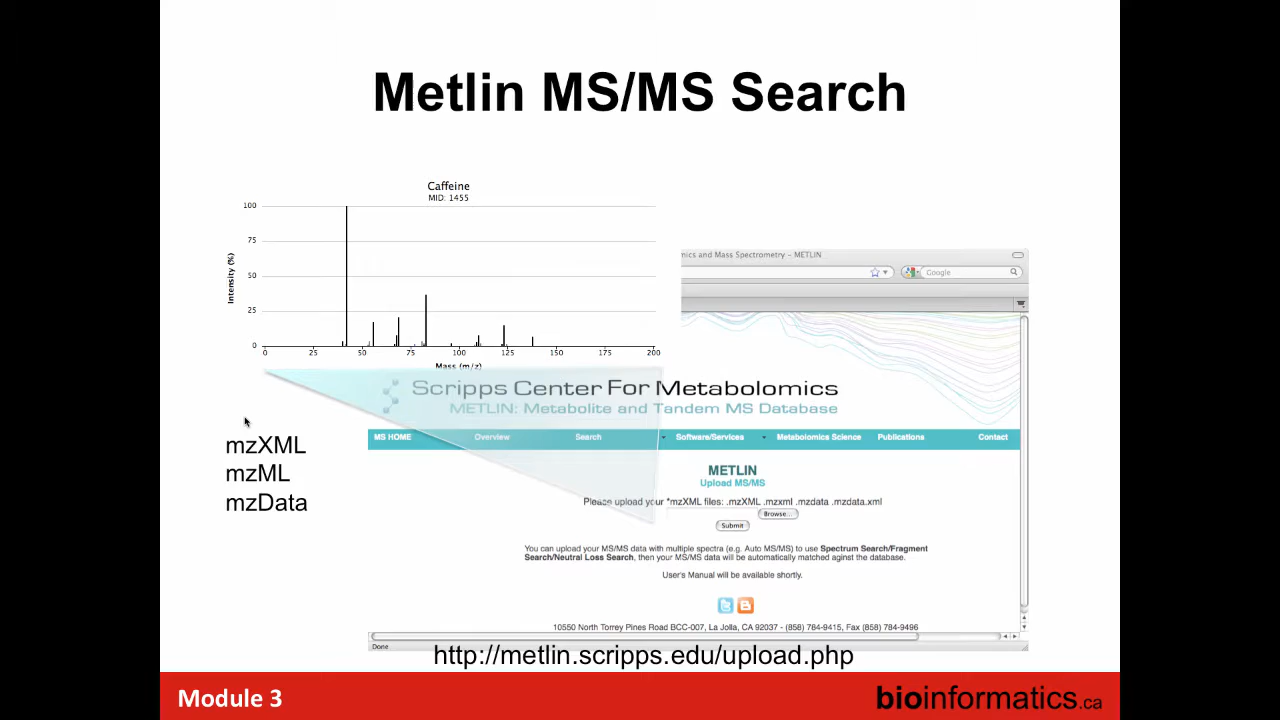 Metlin MS/MS Search
Caffeine
MID: 1455
100
75
50
25
0
Intensity (%)
0 25 50 75 100 125 150 175 200
Mass (m/z)
mics and Mass Spectrometry – METLIN
Google
Scripps Center For Metabolomics
METLIN: Metabolite and Tandem MS Database
MS HOME Overview Search Software/Services Metabolomics Science Publications Contact
mzXML
mzML
mzData
METLIN
Upload MS/MS
Please upload your *mzXML files: .mzXML .mzxml .mzdata .mzdata.xml
Browse...
Submit
You can upload your MS/MS data with multiple spectra (e.g. Auto MS/MS) to use Spectrum Search/Fragment
Search/Neutral Loss Search, then your MS/MS data will be automatically matched aginst the database.
User's Manual will be available shortly.
10550 North Torrey Pines Road BCC-007, La Jolla, CA 92037 - (858) 784-9415, Fax (858) 784-9496
Done
http://metlin.scripps.edu/upload.php
Module 3
bioinformatics.ca